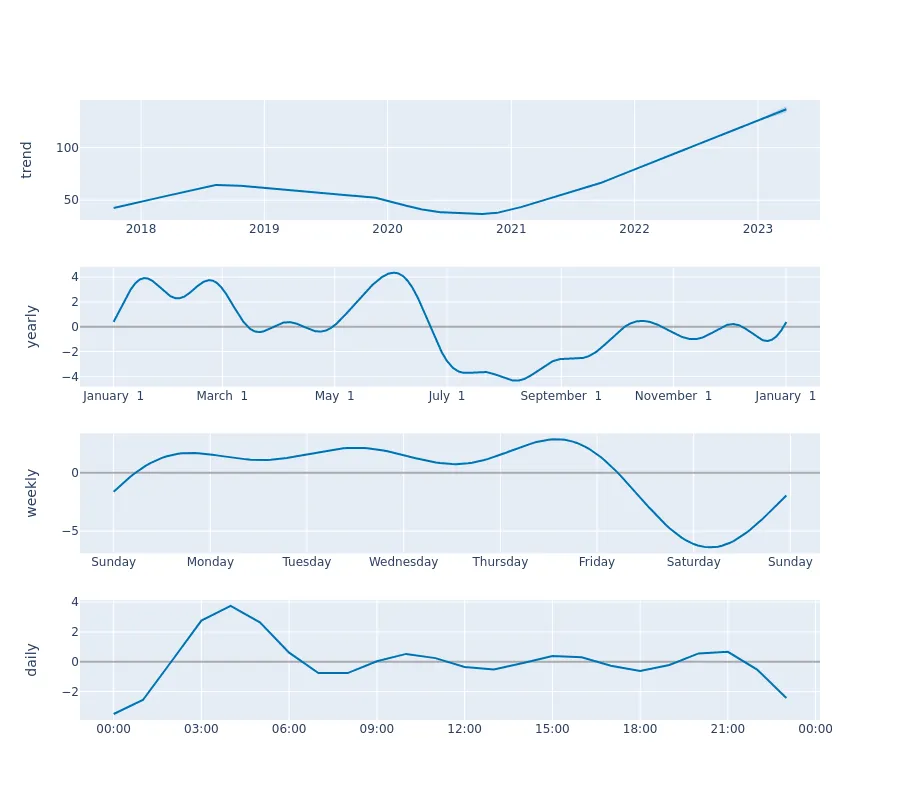 trend
100
50
2018 2019 2020 2021 2022 2023
yearly
4
2
0
−2
−4
January 1 March 1 May 1 July 1 September 1 November 1 January 1
weekly
0
−5
Sunday Monday Tuesday Wednesday Thursday Friday Saturday Sunday
daily
4
2
0
−2
00:00 03:00 06:00 09:00 12:00 15:00 18:00 21:00 00:00